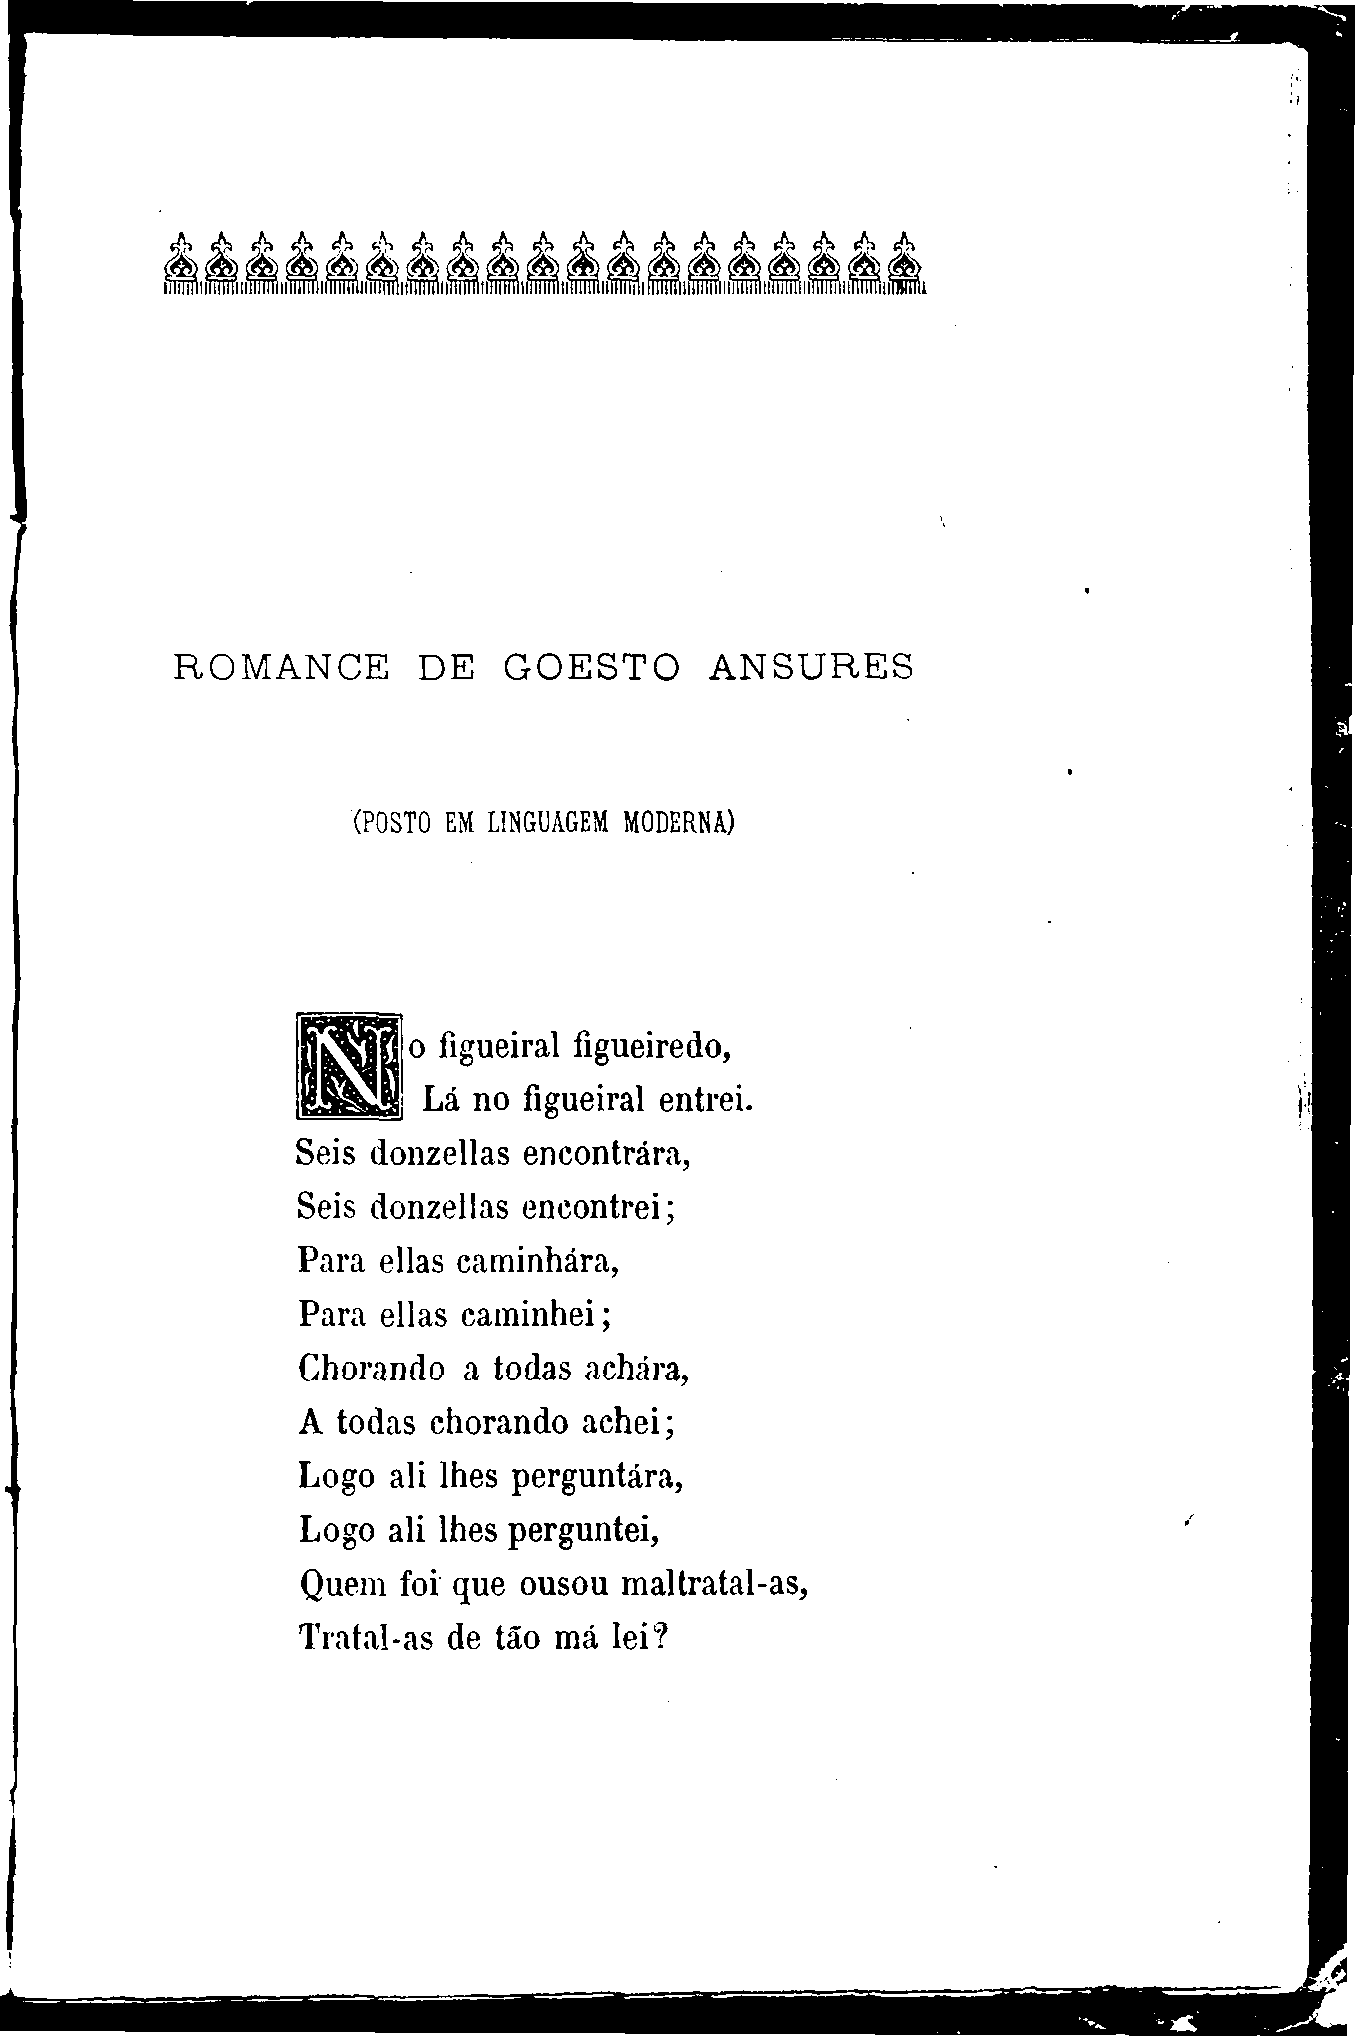 ROMANCE DE GOESTO ANSURES
(POSTO EM LINGUAGEM MODERNA)
No figueiral figueiredo,
Lá no figueiral entrei.
Seis donzellas encontrára,
Seis donzellas encontrei;
Para ellas caminhára,
Para ellas caminhei;
Chorando a todas achára,
A todas chorando achei;
Logo ali lhes perguntára,
Logo ali lhes perguntei,
Quem foi que ousou maltratal-as,
Tratal-as de tão má lei?